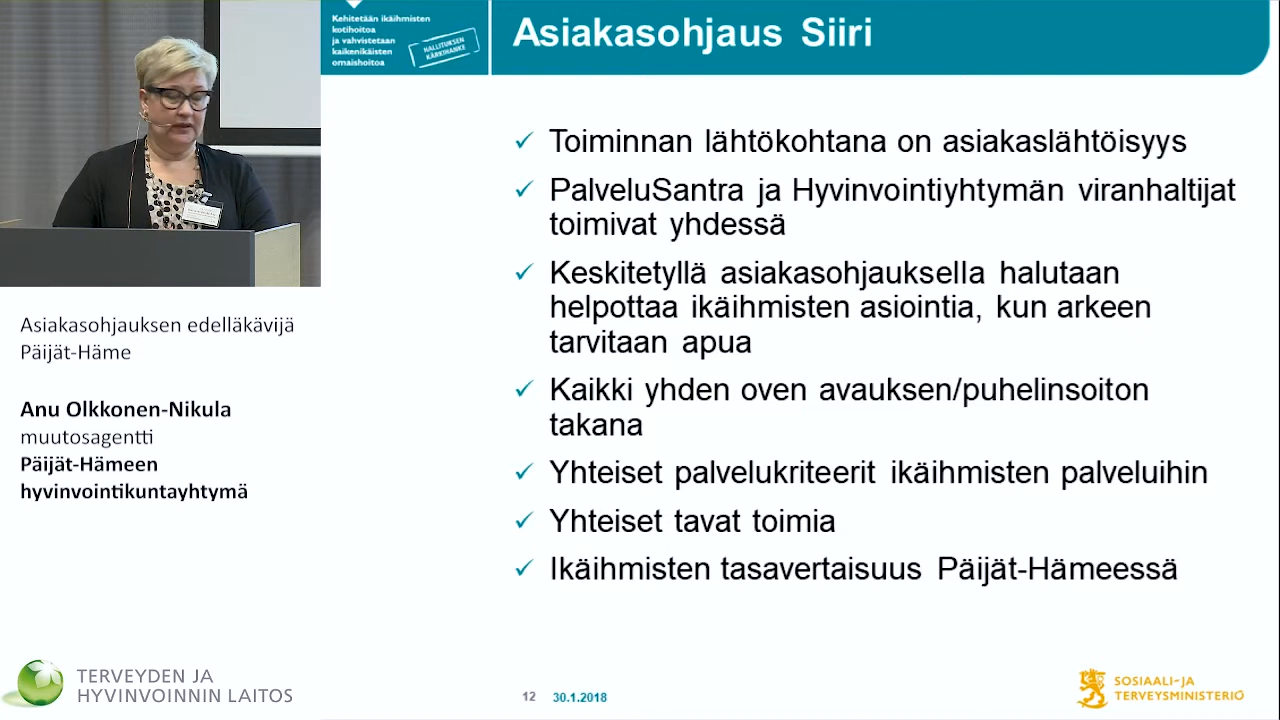 Kehitetään ikäihmisten
kotihoitoa
ja vahvistetaan
kaikenikäisten
omaishoitoa
HALLITUKSEN
KÄRKIHANKE
Asiakasohjaus Siiri
Toiminnan lähtökohtana on asiakaslähtöisyys
PalveluSantra ja Hyvinvointiyhtymän viranhaltijat
toimivat yhdessä
Keskitetyllä asiakasohjauksella halutaan
helpottaa ikäihmisten asiointia, kun arkeen
tarvitaan apua
Kaikki yhden oven avauksen/puhelinsoiton
takana
Yhteiset palvelukriteerit ikäihmisten palveluihin
Yhteiset tavat toimia
Ikäihmisten tasavertaisuus Päijät-Hämeessä
Asiakasohjauksen edelläkävijä
Päijät-Häme
Anu Olkkonen-Nikula
muutosagentti
Päijät-Hämeen
hyvinvointikuntayhtymä
TERVEYDEN JA
HYVINVOINNIN LAITOS
12 30.1.2018
SOSIAALI- JA
TERVEYSMINISTERIÖ